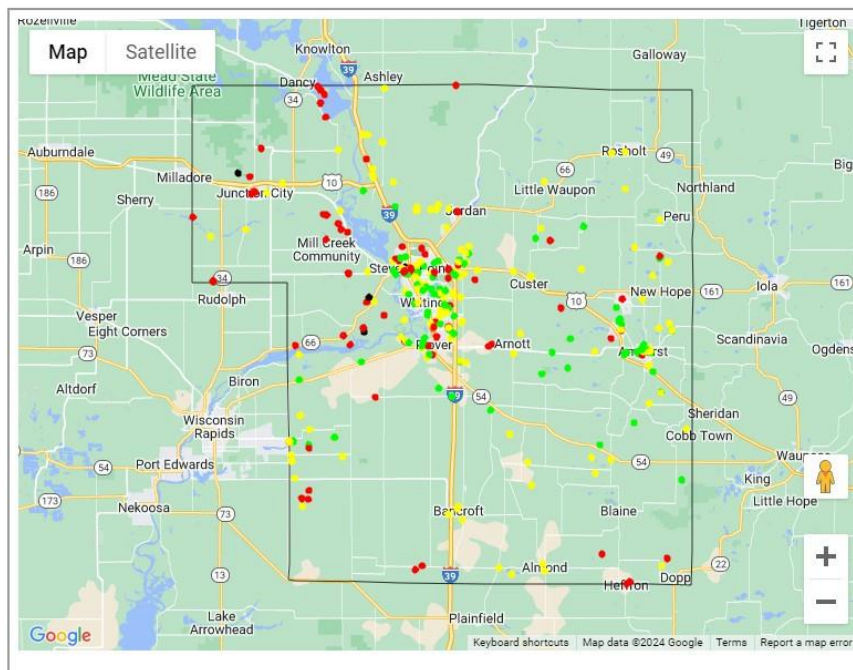 Rozellville
Tigerton
Map
Satellite
Knowlton
Galloway
39
Ashley
Mead State
Wildlife Area
Dancy
34
Auburndale
Rosholt
49
66
Milladore
Big
10
Northland
186
Junction City
Little Waupon
Sherry
39
Jordan
Peru
Arpin
Mill Creek
Community
186
Custer
34
New Hope
161
Iola
161
Rudolph
10
Vesper
Eight Corners
66
Scandinavia
73
Plover
Arnott
Amherst
Ogdens
Biron
Altdorf
39
54
49
Wisconsin
Rapids
Sheridan
Cobb Town
54
Port Edwards
54
King
173
Little Hope
Nekoosa
73
Bancroft
Blaine
13
39
Almond
22
Dopp
Heffron
Lake
Arrowhead
Plainfield
Google
Keyboard shortcuts
Map data ©2024 Google
Terms
Report a map error